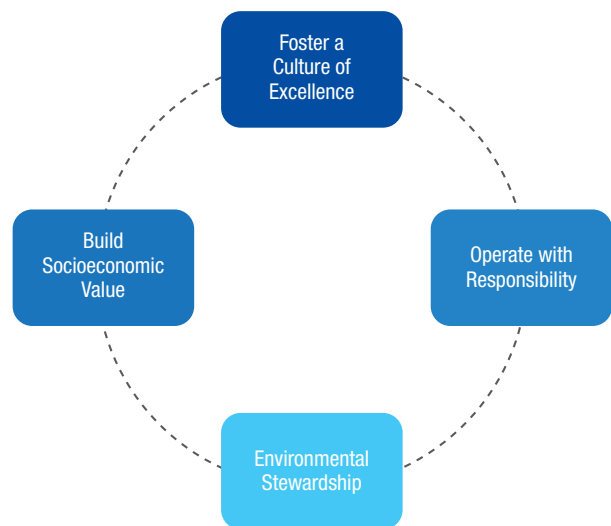 Foster a
Culture of
Excellence
Build
Socioeconomic
Value
Operate with
Responsibility
Environmental
Stewardship